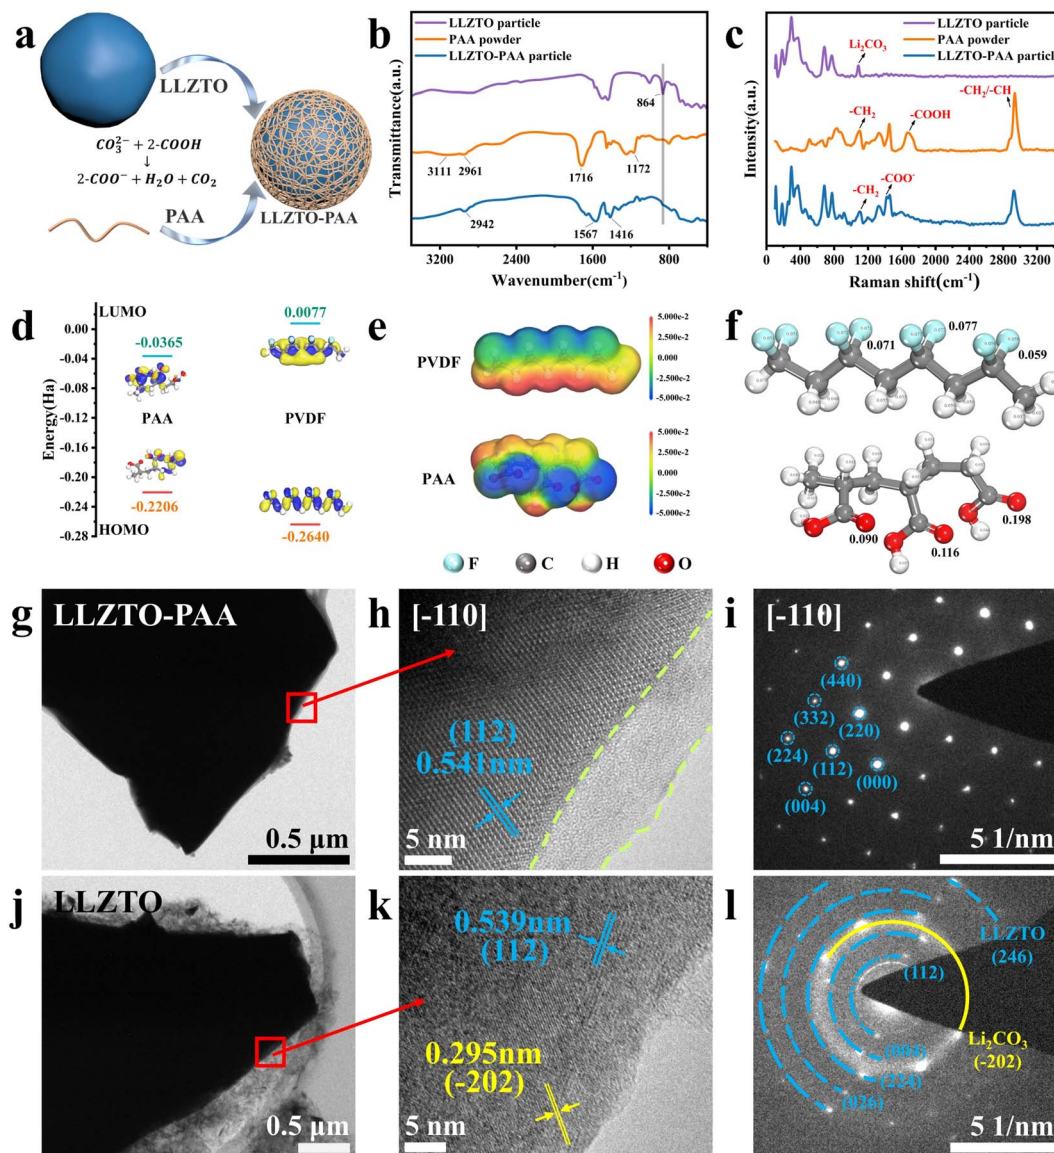 a
LLZTO
CO₃²⁻ + 2-COOH
↓
2-COO⁻ + H₂O + CO₂
PAA
LLZTO-PAA
b
LLZTO particle
PAA powder
LLZTO-PAA particle
Transmittance(a.u.)
864
3111
2961
1716
1172
2942
1567
1416
3200
2400
1600
800
Wavenumber(cm⁻¹)
c
LLZTO particle
PAA powder
LLZTO-PAA particle
Intensity(a.u.)
Li₂CO₃
-CH₂/-CH
-CH₂
-COOH
-CH₂
-COO⁻
0
400
800
1200
1600
2000
2400
2800
3200
Raman shift(cm⁻¹)
d
LUMO
0.0077
0.00
-0.0365
-0.04
-0.08
PAA
PVDF
-0.12
-0.16
-0.20
-0.2206
-0.24
-0.2640
HOMO
-0.28
Energy(Ha)
e
PVDF
5.000e-2
2.500e-2
0.000
-2.500e-2
-5.000e-2
PAA
5.000e-2
2.500e-2
0.000
-2.500e-2
-5.000e-2
F
C
H
O
f
0.071
0.077
0.059
0.090
0.116
0.198
g
LLZTO-PAA
0.5 μm
h
[-110]
(112)
0.541nm
5 nm
i
[-110]
(440)
(332)
(220)
(224)
(112)
(000)
(004)
5 1/nm
j
LLZTO
0.5 μm
k
0.539nm
(112)
0.295nm
(-202)
5 nm
l
LLZTO
(246)
(112)
Li₂CO₃
(-202)
(004)
(224)
(026)
5 1/nm